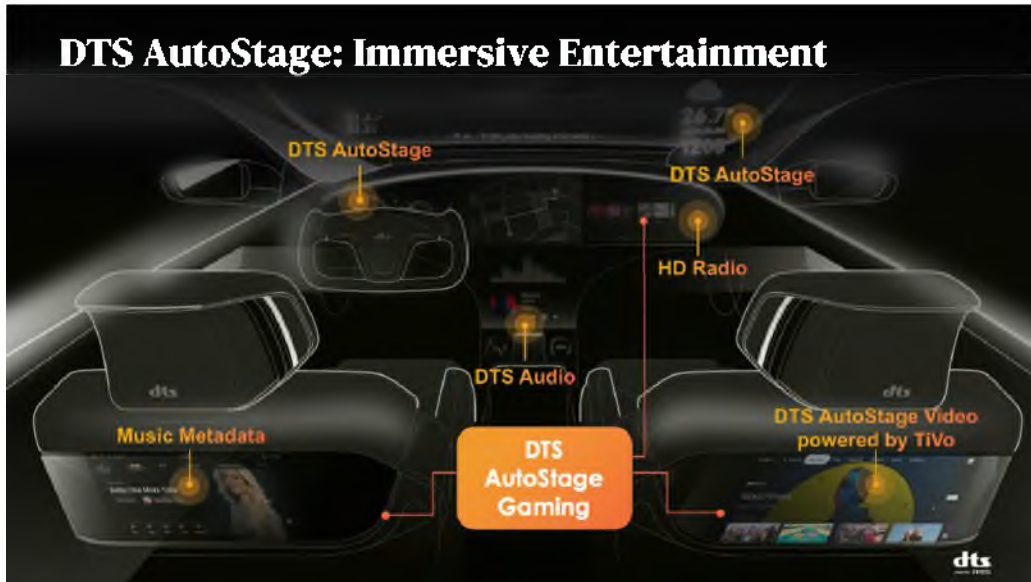 DTS AutoStage: Immersive Entertainment
DTS AutoStage
DTS AutoStage
HD Radio
DTS Audio
dts
dts
Music Metadata
DTS AutoStage Video
powered by TiVo
DTS
AutoStage
Gaming
dts